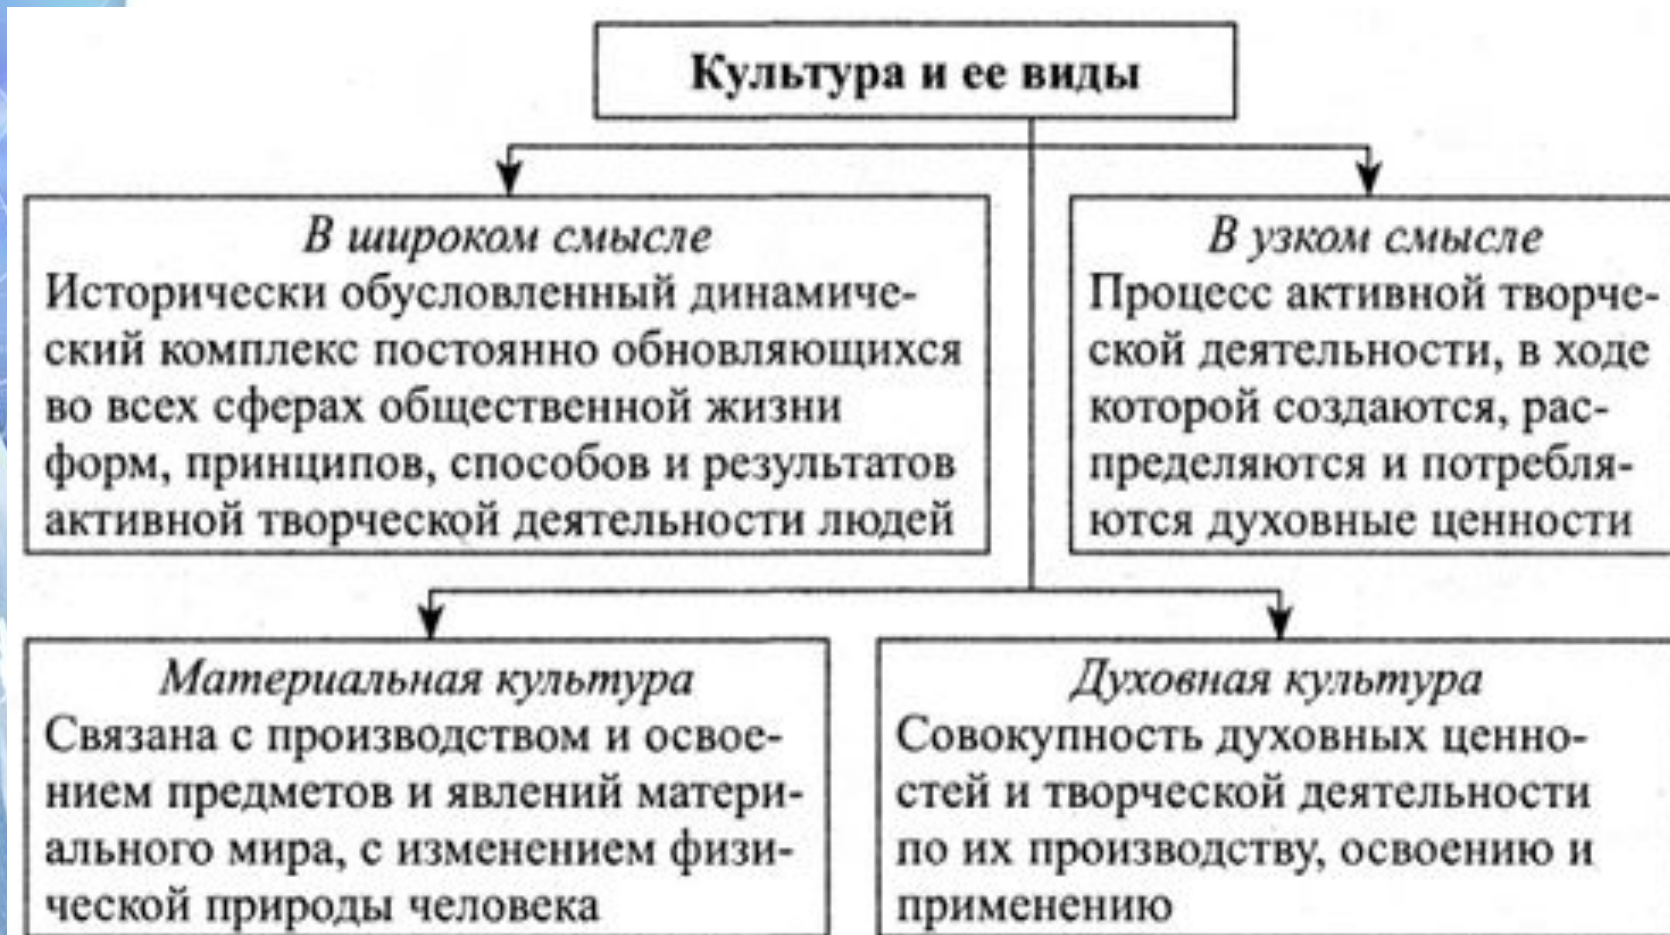 Культура и ее виды
В широком смысле
Исторически обусловленный динамиче-
ский комплекс постоянно обновляющихся
во всех сферах общественной жизни
форм, принципов, способов и результатов
активной творческой деятельности людей
В узком смысле
Процесс активной творче-
ской деятельности, в ходе
которой создаются, рас-
пределяются и потребля-
ются духовные ценности
Материальная культура
Связана с производством и освое-
нием предметов и явлений матери-
ального мира, с изменением физи-
ческой природы человека
Духовная культура
Совокупность духовных ценно-
стей и творческой деятельности
по их производству, освоению и
применению